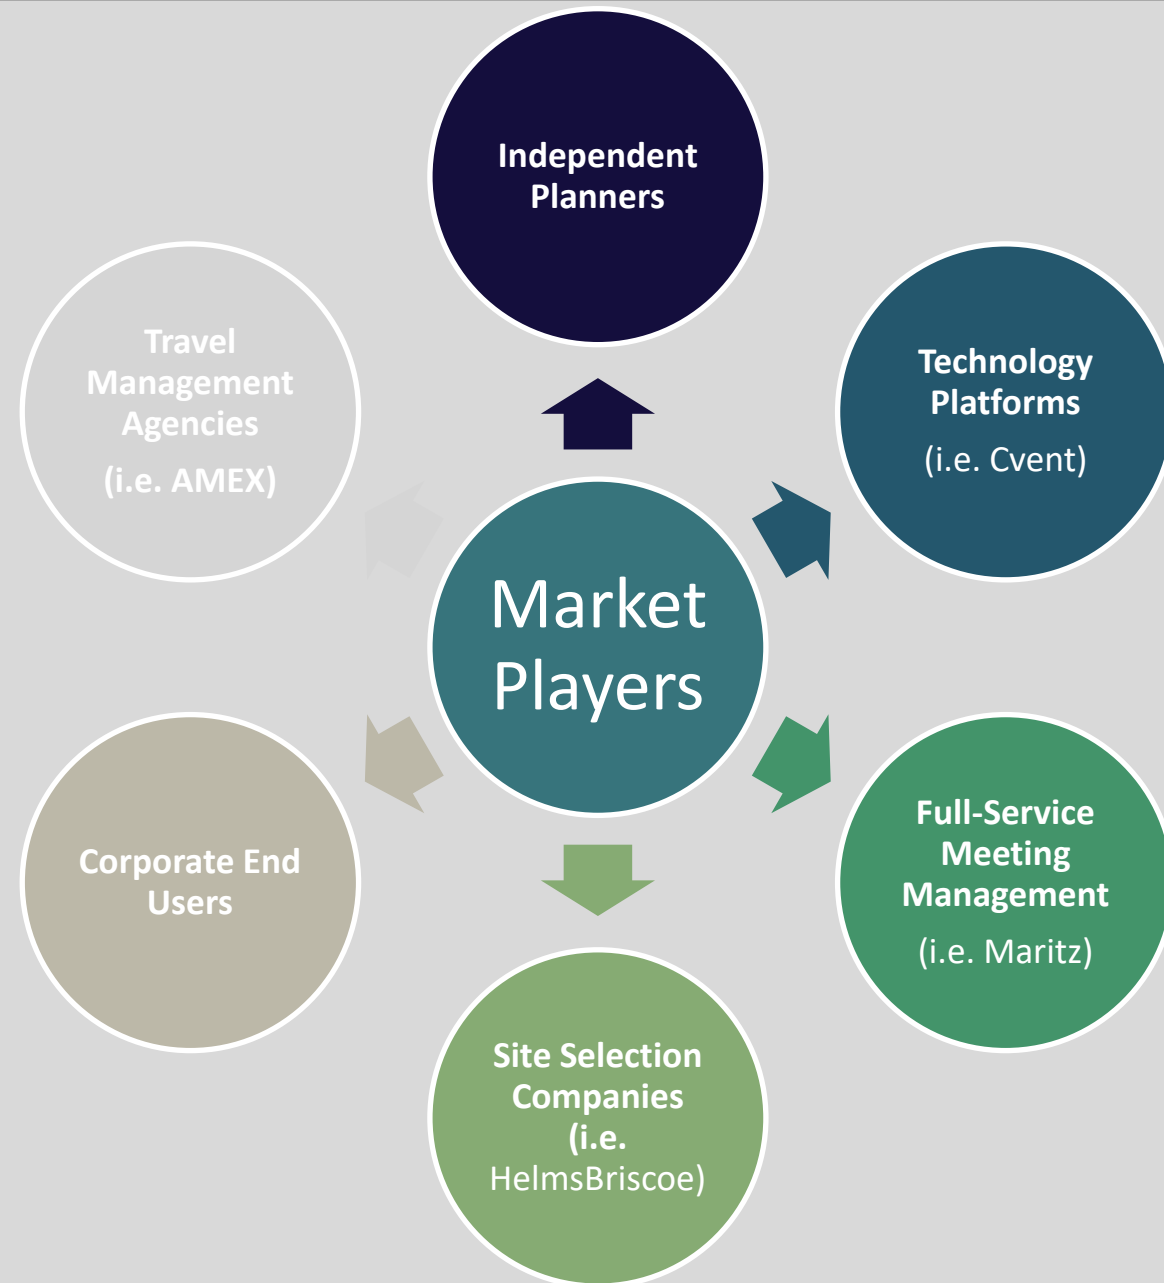 Independent
Planners
Travel
Management
Agencies
(i.e. AMEX)
Technology
Platforms
(i.e. Cvent)
Market
Players
Corporate End
Users
Full-Service
Meeting
Management
(i.e. Maritz)
Site Selection
Companies
(i.e.
HelmsBriscoe)